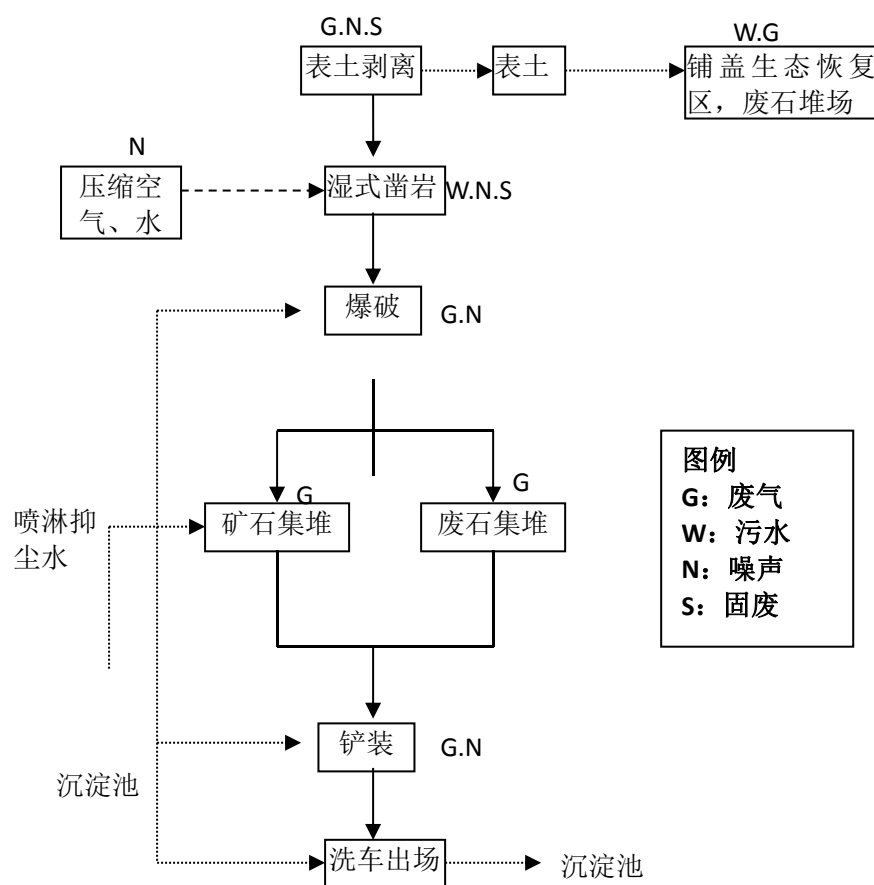 G.N.S
W.G
表土剥离
表土
铺盖生态恢复
区，废石堆场
N
压缩空
气、水
湿式凿岩
W.N.S
爆破
G.N
G
G
矿石集堆
废石集堆
喷淋抑
尘水
图例
G：废气
W：污水
N：噪声
S：固废
铲装
G.N
沉淀池
洗车出场
沉淀池